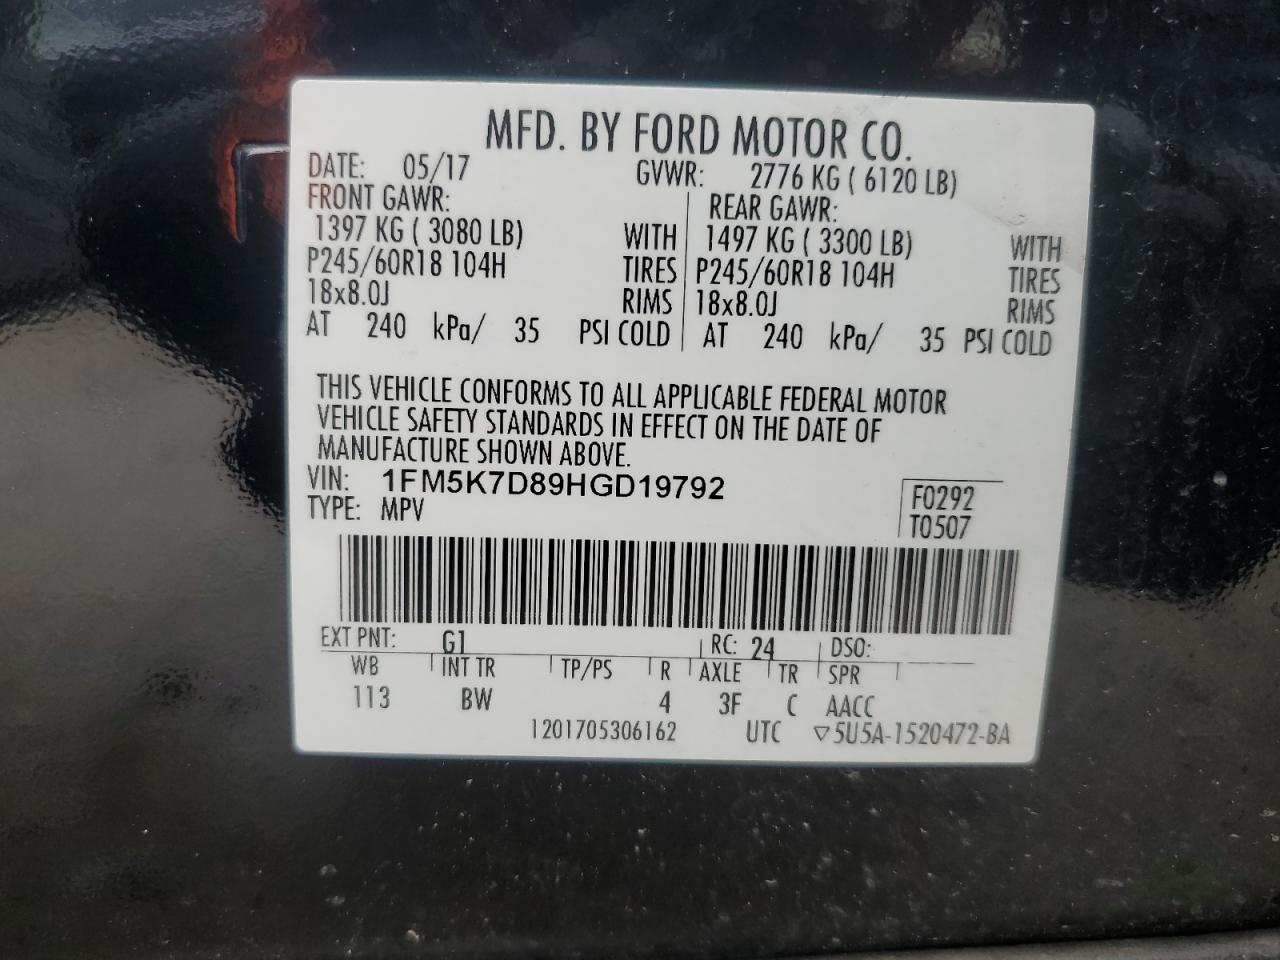 MFD. BY FORD MOTOR CO.
DATE: 05/17 GVWR: 2776 KG ( 6120 LB)
FRONT GAWR: REAR GAWR:
1397 KG ( 3080 LB) WITH 1497 KG ( 3300 LB) WITH
P245/60R18 104H TIRES P245/60R18 104H TIRES
18x8.0J RIMS 18x8.0J RIMS
AT 240 kPa/ 35 PSI COLD AT 240 kPa/ 35 PSI COLD
THIS VEHICLE CONFORMS TO ALL APPLICABLE FEDERAL MOTOR
VEHICLE SAFETY STANDARDS IN EFFECT ON THE DATE OF
MANUFACTURE SHOWN ABOVE.
VIN: 1FM5K7D89HGD19792 F0292
TYPE: MPV T0507
EXT PNT: G1 RC: 24 DSO:
WB INT TR TP/PS R AXLE TR SPR
113 BW 4 3F C AACC
1201705306162 UTC ▽5U5A-1520472-BA